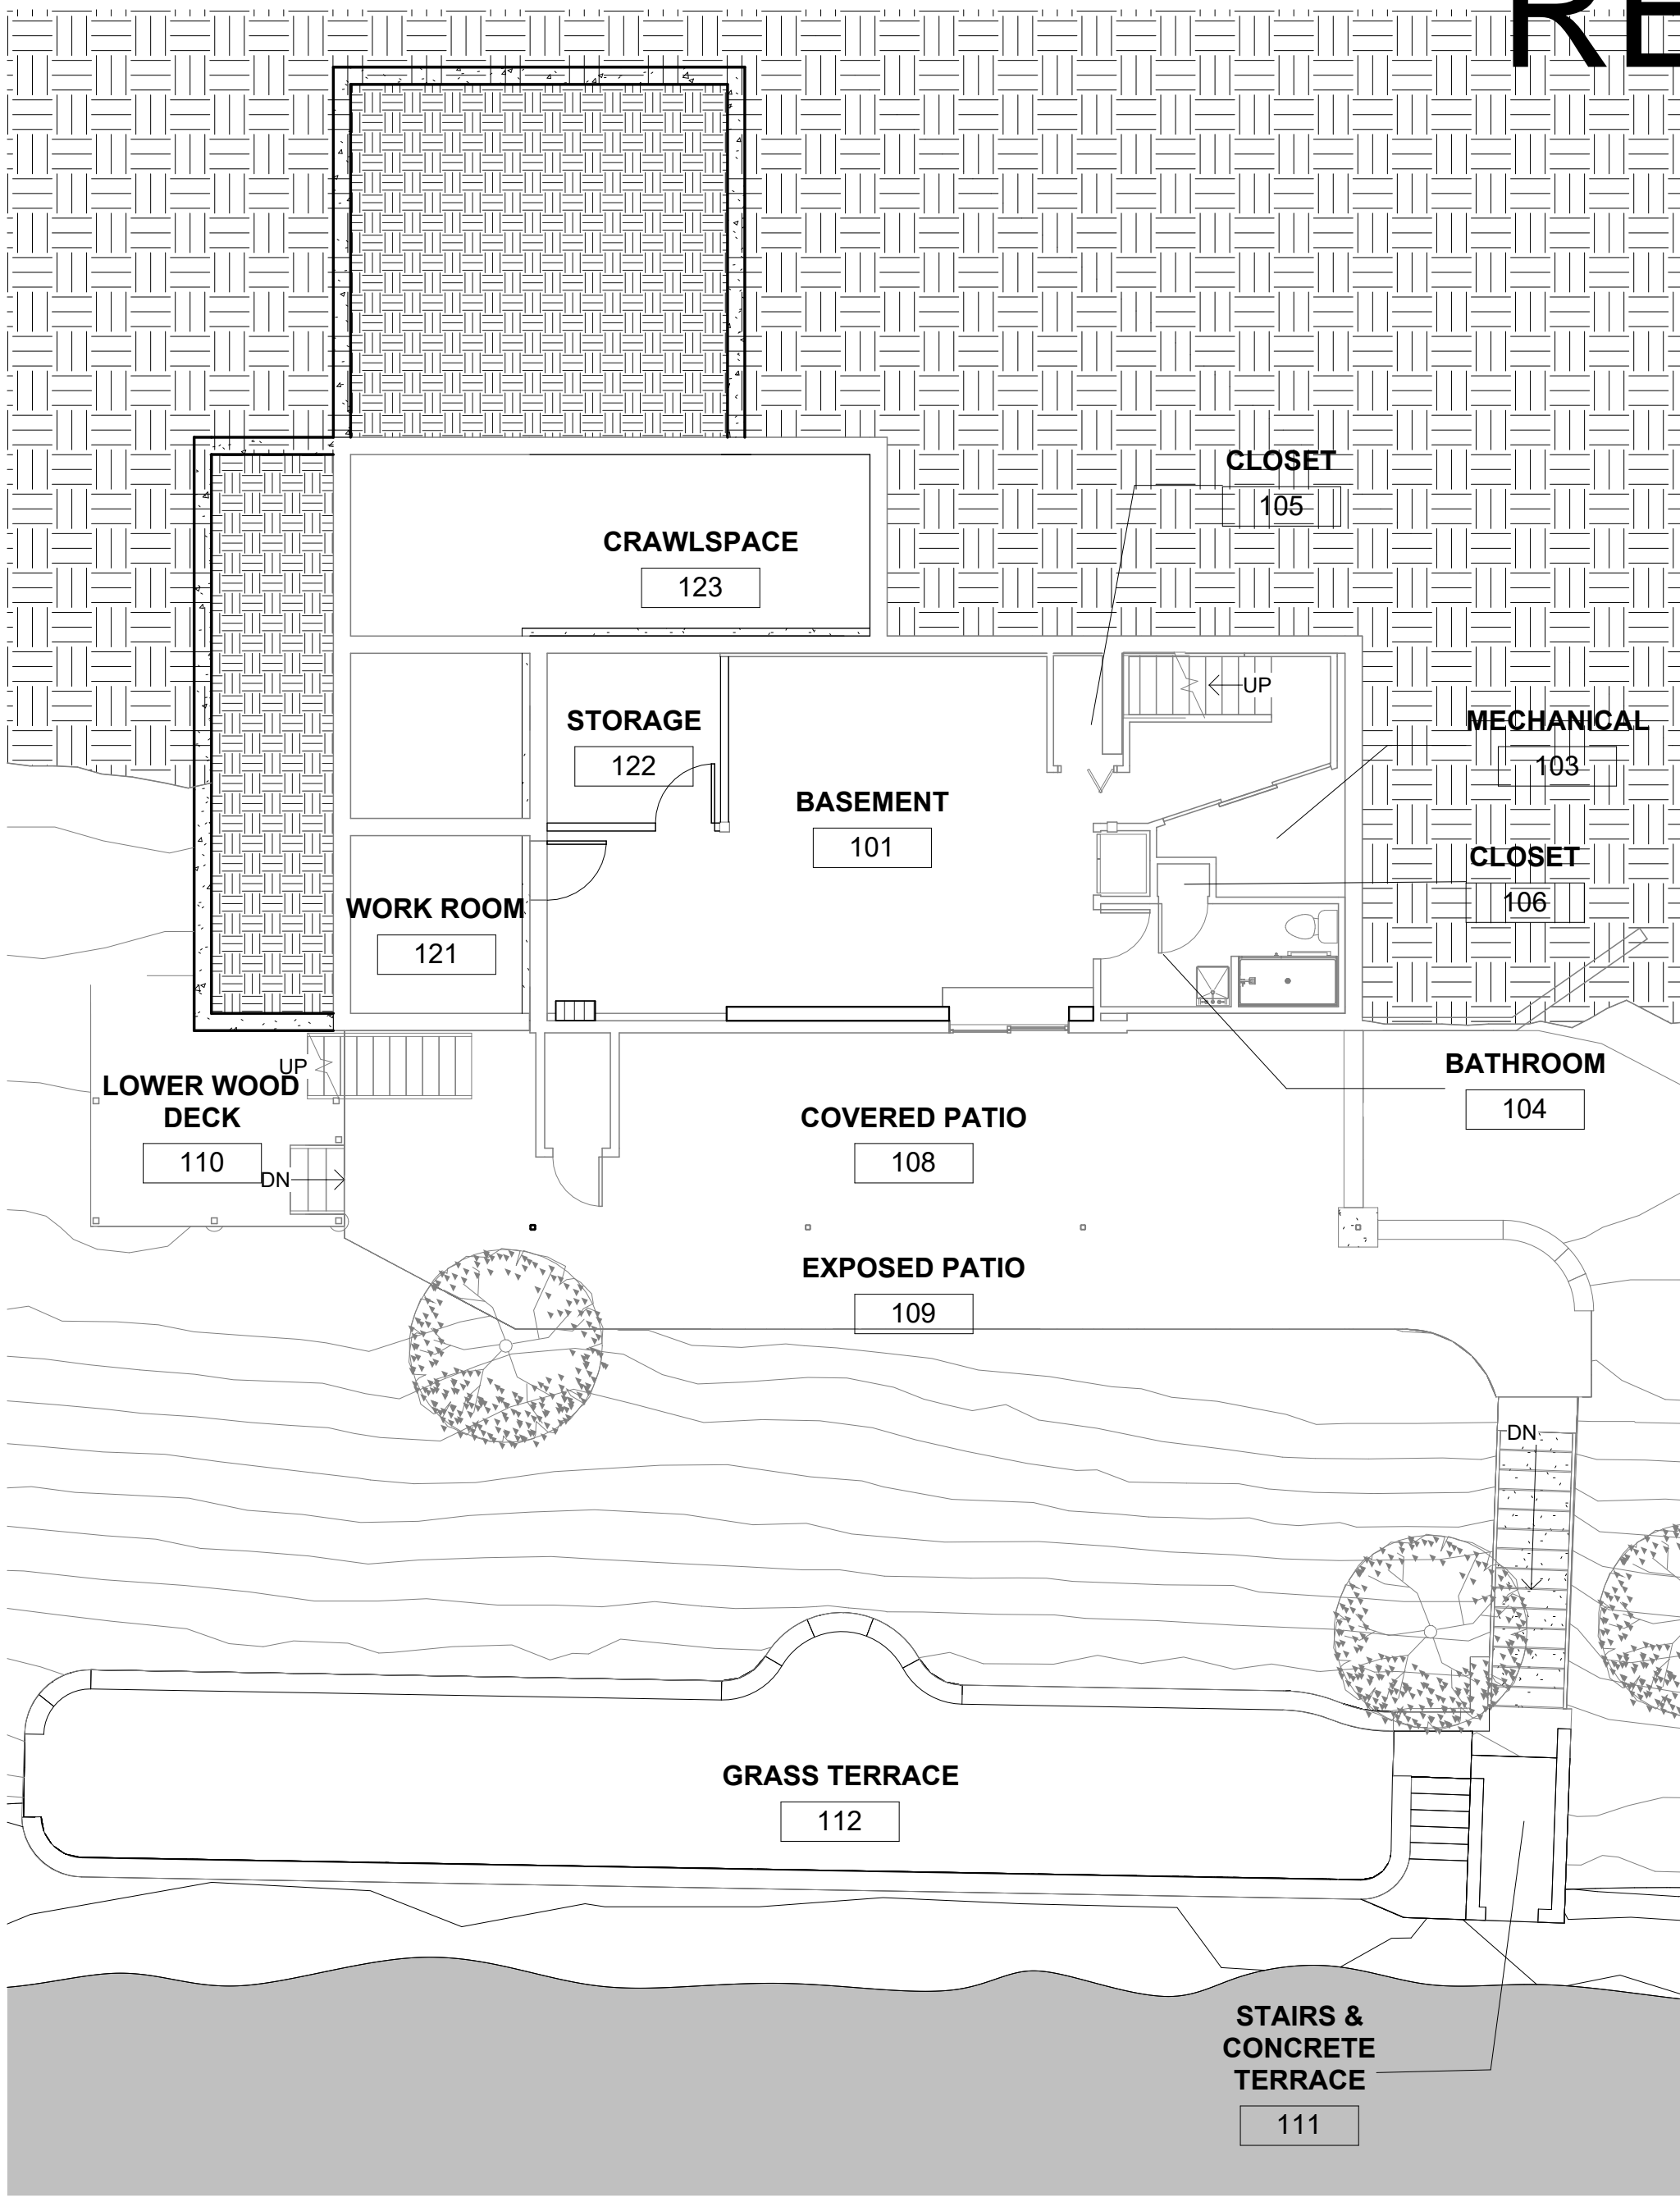 RE
CLOSET
105
CRAWLSPACE
123
UP
STORAGE
122
MECHANICAL
103
BASEMENT
101
CLOSET
106
WORK ROOM
121
UP
LOWER WOOD
DECK
110
DN
COVERED PATIO
108
BATHROOM
104
EXPOSED PATIO
109
DN
GRASS TERRACE
112
STAIRS &
CONCRETE
TERRACE
111